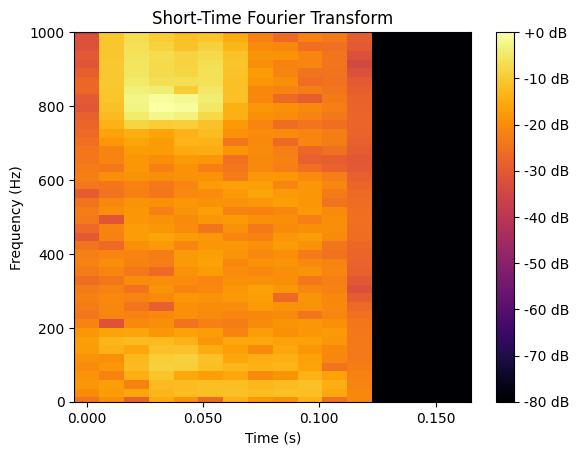 Short-Time Fourier Transform
1000
800
600
400
200
0
Frequency (Hz)
0.000
0.050
0.100
0.150
Time (s)
+0 dB
-10 dB
-20 dB
-30 dB
-40 dB
-50 dB
-60 dB
-70 dB
-80 dB